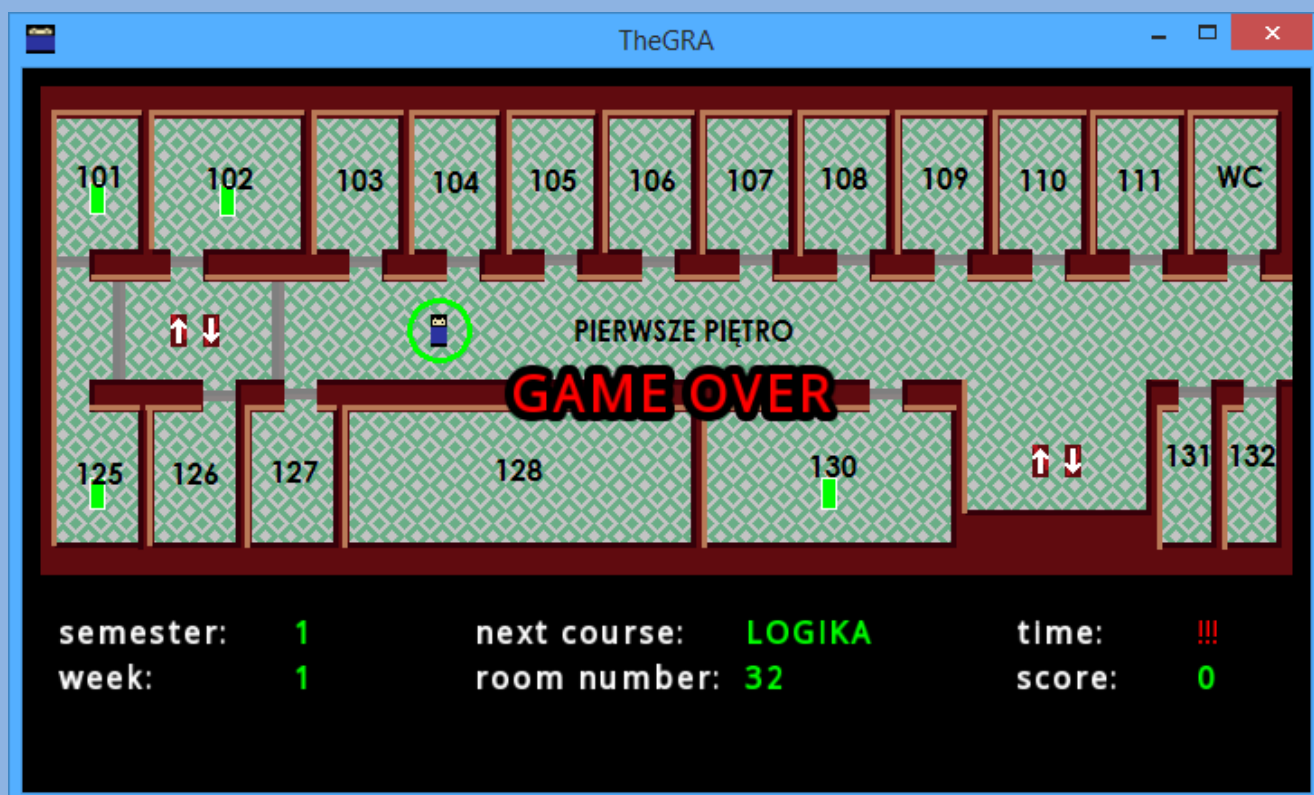 TheGRA
101 102 103 104 105 106 107 108 109 110 111 WC
PIERWSZE PIĘTRO
GAME OVER
125 126 127 128 130 131 132
semester: 1 next course: LOGIKA time: !!!
week: 1 room number: 32 score: 0